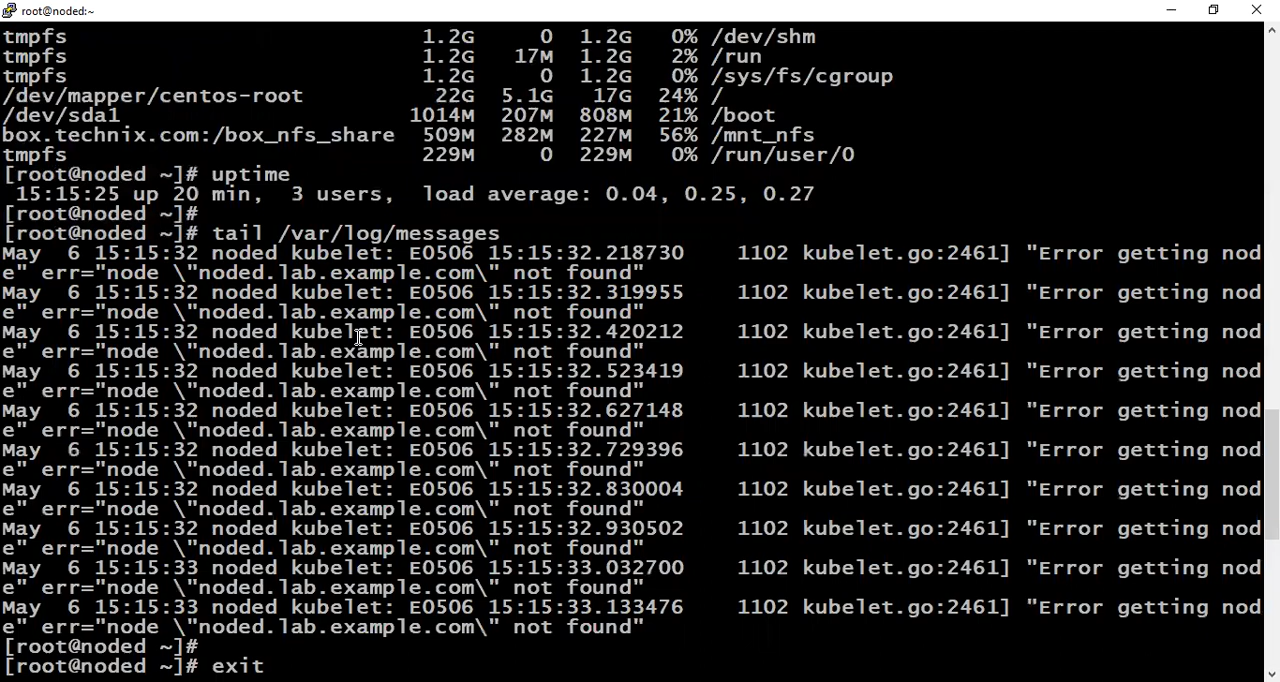 root@noded:~
tmpfs 1.2G 0 1.2G 0% /dev/shm
tmpfs 1.2G 17M 1.2G 2% /run
tmpfs 1.2G 0 1.2G 0% /sys/fs/cgroup
/dev/mapper/centos-root 22G 5.1G 17G 24% /
/dev/sda1 1014M 207M 808M 21% /boot
box.technix.com:/box_nfs_share 509M 282M 227M 56% /mnt_nfs
tmpfs 229M 0 229M 0% /run/user/0
[root@noded ~]# uptime
 15:15:25 up 20 min,  3 users,  load average: 0.04, 0.25, 0.27
[root@noded ~]#
[root@noded ~]# tail /var/log/messages
May  6 15:15:32 noded kubelet: E0506 15:15:32.218730    1102 kubelet.go:2461] "Error getting nod
e" err="node \"noded.lab.example.com\" not found"
May  6 15:15:32 noded kubelet: E0506 15:15:32.319955    1102 kubelet.go:2461] "Error getting nod
e" err="node \"noded.lab.example.com\" not found"
May  6 15:15:32 noded kubelet: E0506 15:15:32.420212    1102 kubelet.go:2461] "Error getting nod
e" err="node \"noded.lab.example.com\" not found"
May  6 15:15:32 noded kubelet: E0506 15:15:32.523419    1102 kubelet.go:2461] "Error getting nod
e" err="node \"noded.lab.example.com\" not found"
May  6 15:15:32 noded kubelet: E0506 15:15:32.627148    1102 kubelet.go:2461] "Error getting nod
e" err="node \"noded.lab.example.com\" not found"
May  6 15:15:32 noded kubelet: E0506 15:15:32.729396    1102 kubelet.go:2461] "Error getting nod
e" err="node \"noded.lab.example.com\" not found"
May  6 15:15:32 noded kubelet: E0506 15:15:32.830004    1102 kubelet.go:2461] "Error getting nod
e" err="node \"noded.lab.example.com\" not found"
May  6 15:15:32 noded kubelet: E0506 15:15:32.930502    1102 kubelet.go:2461] "Error getting nod
e" err="node \"noded.lab.example.com\" not found"
May  6 15:15:33 noded kubelet: E0506 15:15:33.032700    1102 kubelet.go:2461] "Error getting nod
e" err="node \"noded.lab.example.com\" not found"
May  6 15:15:33 noded kubelet: E0506 15:15:33.133476    1102 kubelet.go:2461] "Error getting nod
e" err="node \"noded.lab.example.com\" not found"
[root@noded ~]#
[root@noded ~]# exit